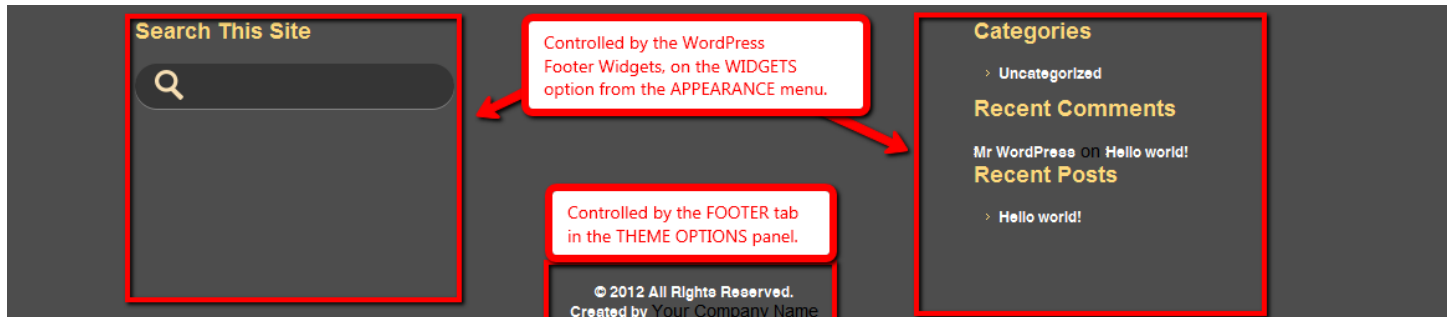 Search This Site
Controlled by the WordPress
Footer Widgets, on the WIDGETS
option from the APPEARANCE menu.
Controlled by the FOOTER tab
in the THEME OPTIONS panel.
© 2012 All Rights Reserved.
Created by Your Company Name
Categories
› Uncategorized
Recent Comments
Mr WordPress on Hello world!
Recent Posts
› Hello world!